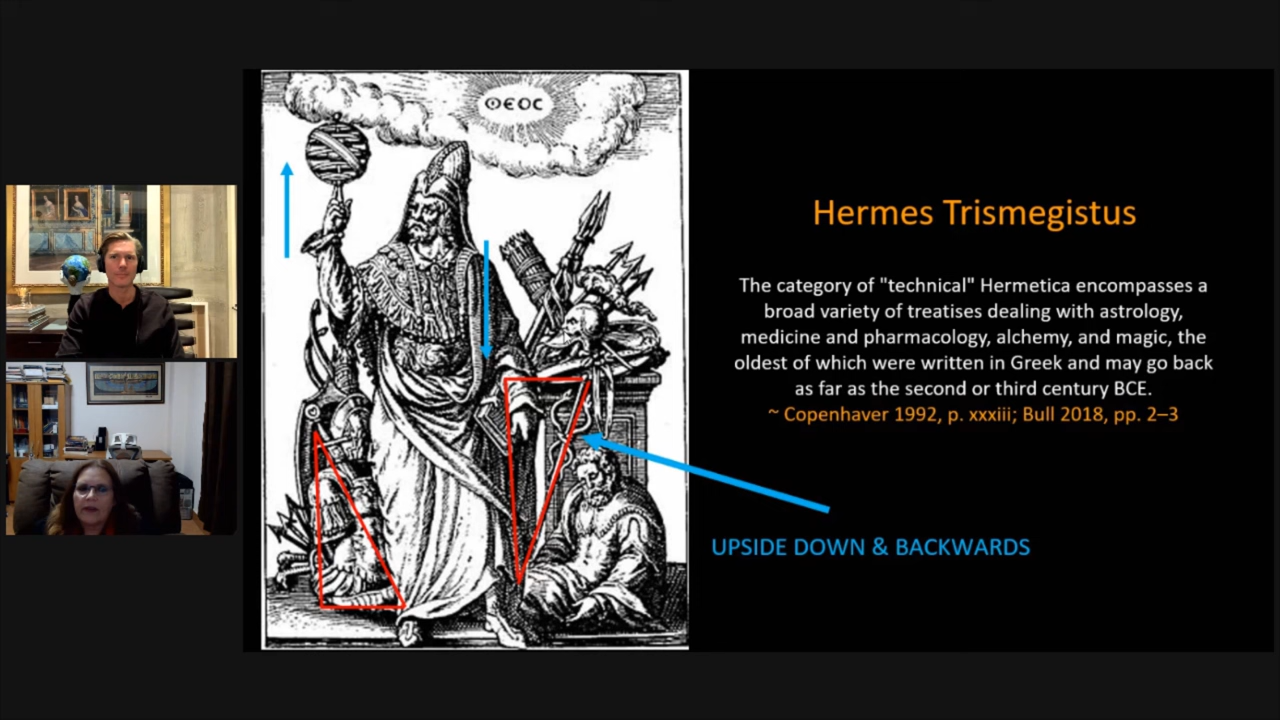 ΘЄOC
Hermes Trismegistus
The category of "technical" Hermetica encompasses a
broad variety of treatises dealing with astrology,
medicine and pharmacology, alchemy, and magic, the
oldest of which were written in Greek and may go back
as far as the second or third century BCE.
~ Copenhaver 1992, p. xxxiii; Bull 2018, pp. 2–3
UPSIDE DOWN & BACKWARDS